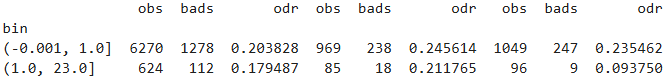 obs bads odr obs bads odr obs bads odr
bin
(-0.001, 1.0] 6270 1278 0.203828 969 238 0.245614 1049 247 0.235462
(1.0, 23.0] 624 112 0.179487 85 18 0.211765 96 9 0.093750